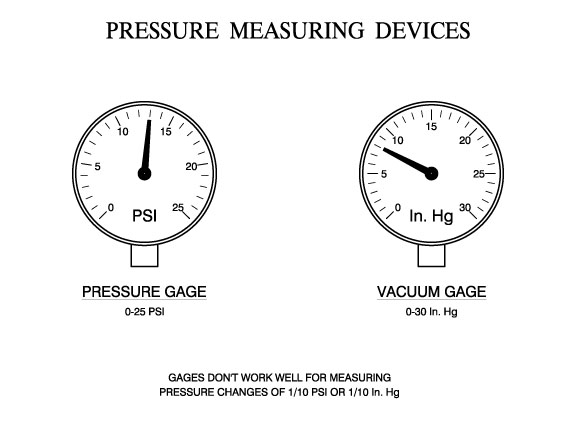 PRESSURE MEASURING DEVICES
10 15
5 20
0 25
PSI
15
10 20
5 25
0 30
In. Hg
PRESSURE GAGE
0-25 PSI
VACUUM GAGE
0-30 In. Hg
GAGES DON'T WORK WELL FOR MEASURING
PRESSURE CHANGES OF 1/10 PSI OR 1/10 In. Hg